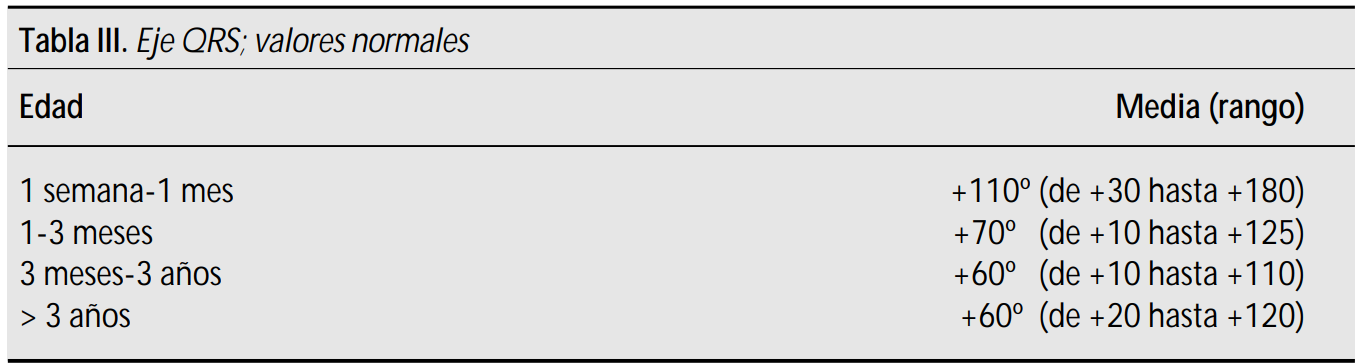 Tabla III. Eje QRS; valores normales
Edad Media (rango)
1 semana-1 mes +110º (de +30 hasta +180)
1-3 meses +70º (de +10 hasta +125)
3 meses-3 años +60º (de +10 hasta +110)
> 3 años +60º (de +20 hasta +120)